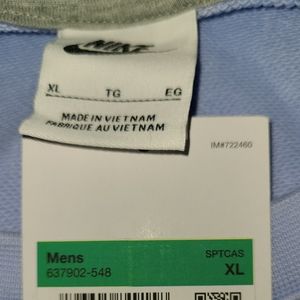 NIKE
XL TG EG
MADE IN VIETNAM
FABRIQUE AU VIETNAM
IM#722460
Mens SPTCAS
637902-548 XL